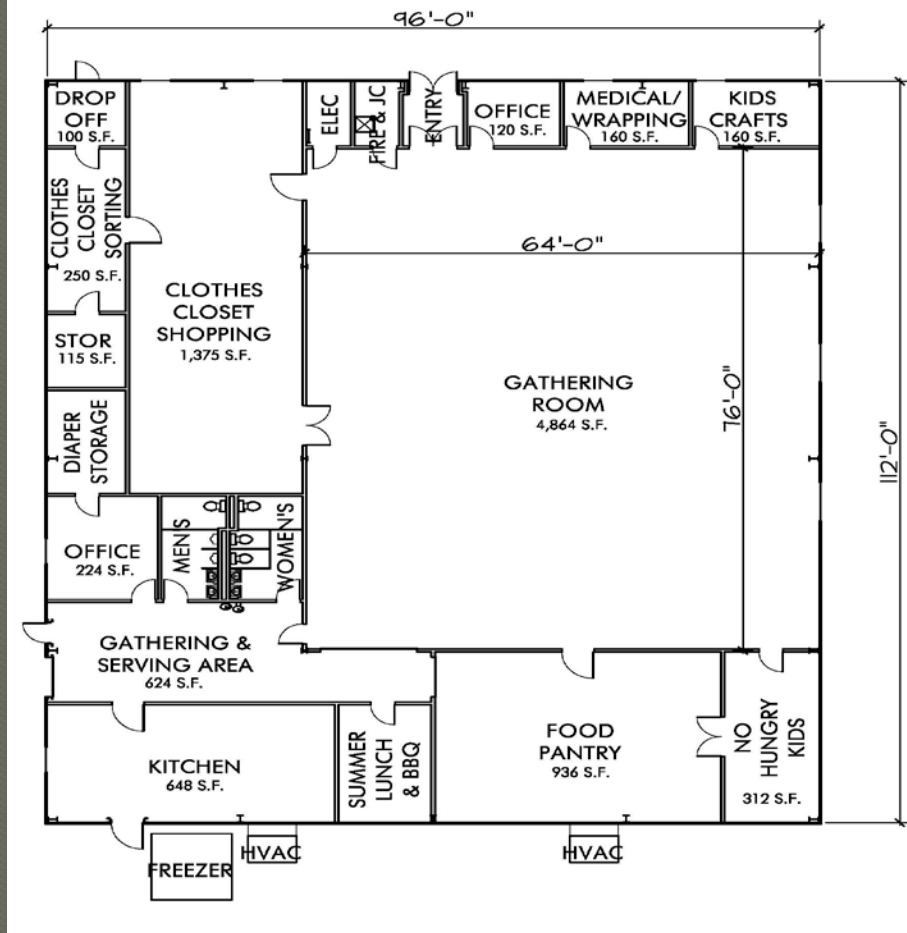 96'-0"
DROP
OFF
100 S.F.
ELEC
FIRE & JC
ENTRY
OFFICE
120 S.F.
MEDICAL/
WRAPPING
160 S.F.
KIDS
CRAFTS
160 S.F.
CLOTHES
CLOSET
SORTING
250 S.F.
64'-0"
CLOTHES
CLOSET
SHOPPING
1,375 S.F.
STOR
115 S.F.
GATHERING
ROOM
4,864 S.F.
76'-0"
112'-0"
DIAPER
STORAGE
OFFICE
224 S.F.
MEN'S
WOMEN'S
GATHERING &
SERVING AREA
624 S.F.
KITCHEN
648 S.F.
SUMMER
LUNCH
& BBQ
FOOD
PANTRY
936 S.F.
NO
HUNGRY
KIDS
312 S.F.
FREEZER
HVAC
HVAC